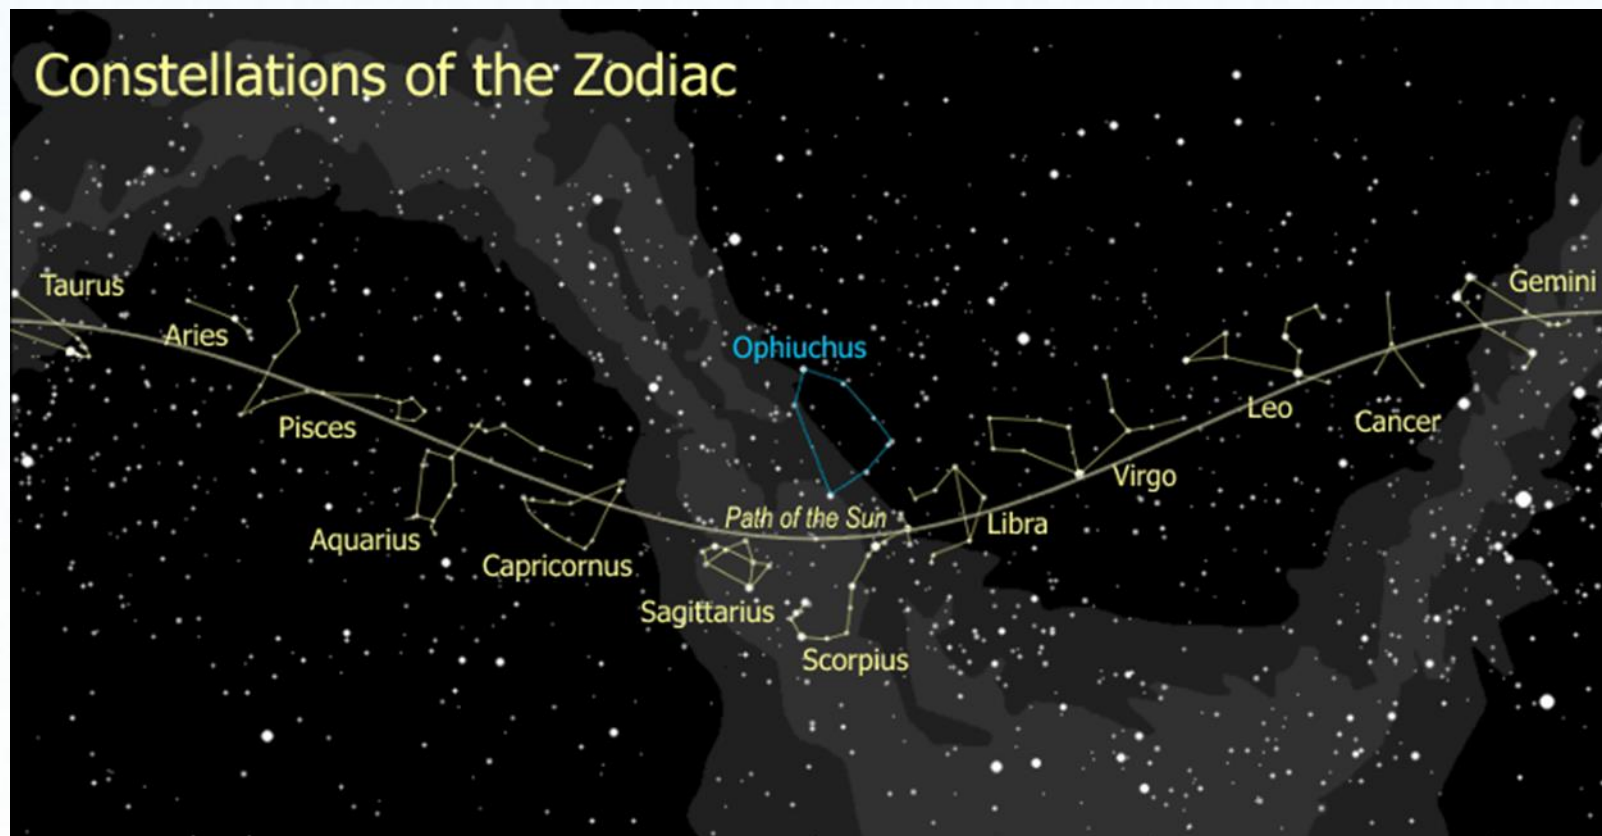 Constellations of the Zodiac
Taurus
Aries
Pisces
Aquarius
Capricornus
Ophiuchus
Path of the Sun
Sagittarius
Scorpius
Libra
Virgo
Leo
Cancer
Gemini